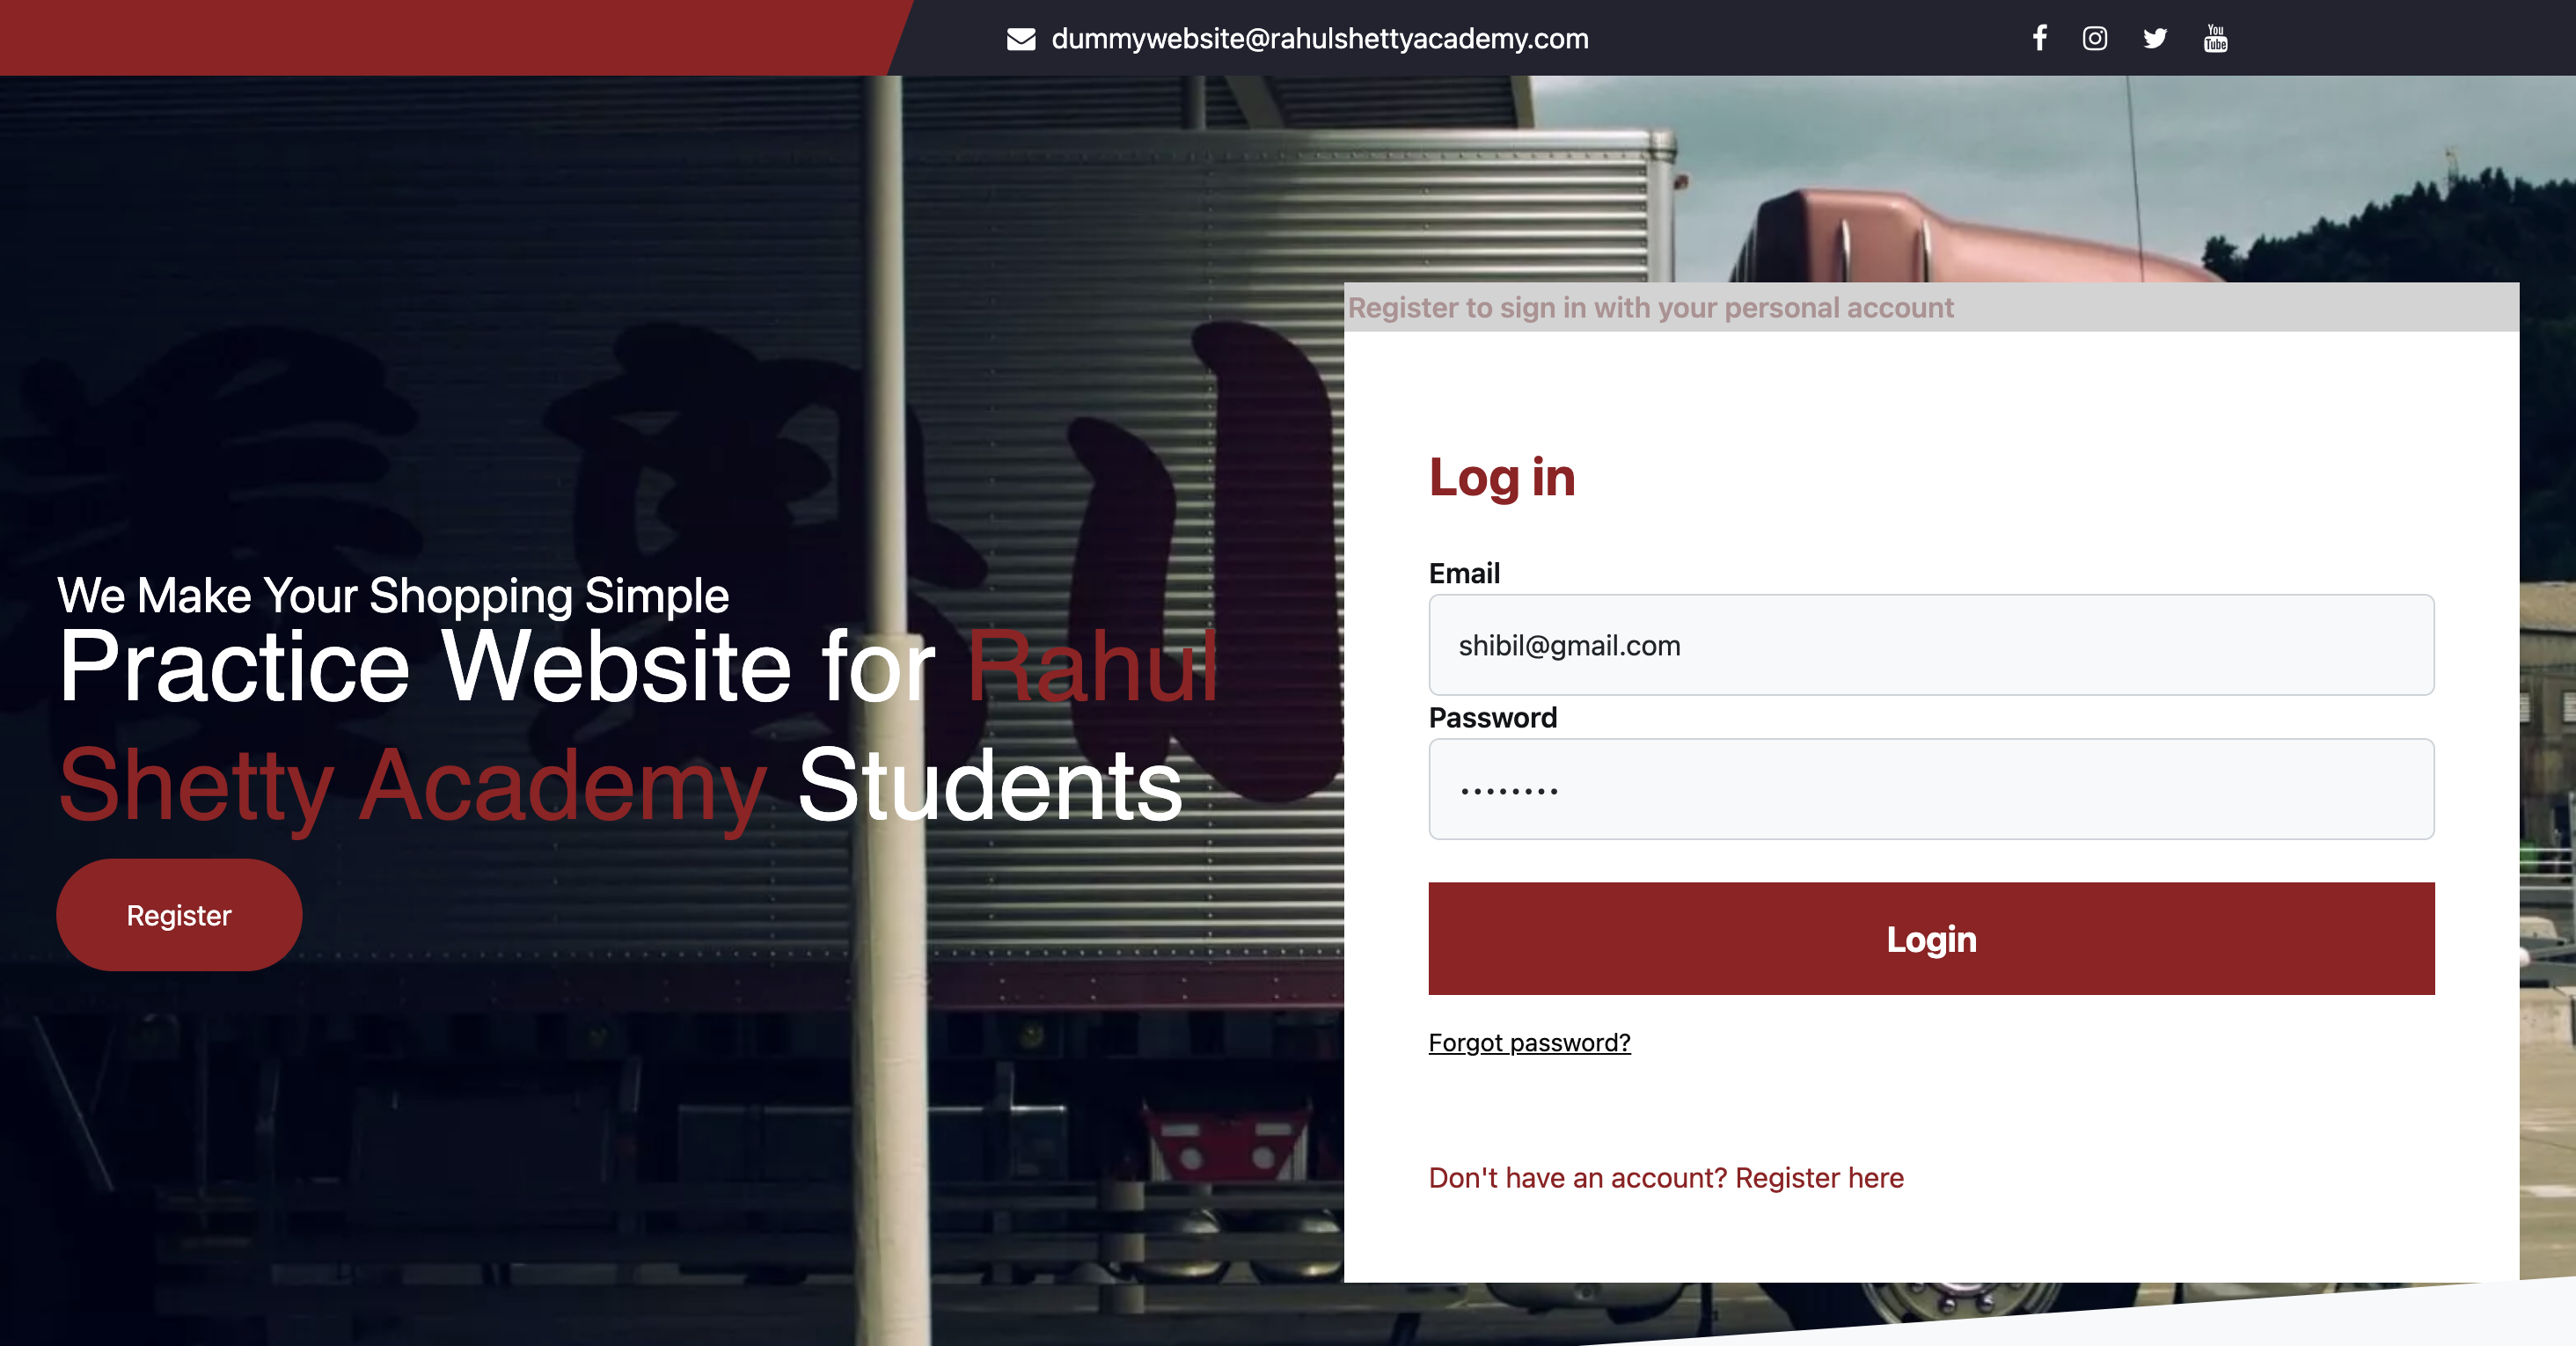 dummywebsite@rahulshettyacademy.com
You
Tube
Register to sign in with your personal account
We Make Your Shopping Simple
Practice Website for Rahul
Shetty Academy Students
Register
Log in
Email
shibil@gmail.com
Password
••••••••
Login
Forgot password?
Don't have an account? Register here